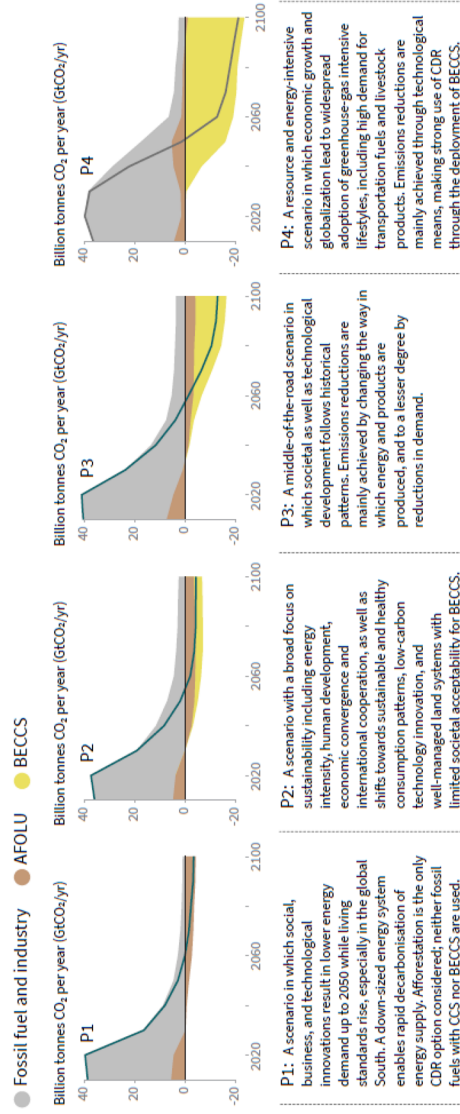 Fossil fuel and industry AFOLU BECCS
Billion tonnes CO₂ per year (GtCO₂/yr)
P1
40
20
0
-20
2020
2060
2100
P1: A scenario in which social,
business, and technological
innovations result in lower energy
demand up to 2050 while living
standards rise, especially in the global
South. A down-sized energy system
enables rapid decarbonisation of
energy supply. Afforestation is the only
CDR option considered; neither fossil
fuels with CCS nor BECCS are used.
Billion tonnes CO₂ per year (GtCO₂/yr)
P2
40
20
0
-20
2020
2060
2100
P2: A scenario with a broad focus on
sustainability including energy
intensity, human development,
economic convergence and
international cooperation, as well as
shifts towards sustainable and healthy
consumption patterns, low-carbon
technology innovation, and
well-managed land systems with
limited societal acceptability for BECCS.
Billion tonnes CO₂ per year (GtCO₂/yr)
P3
40
20
0
-20
2020
2060
2100
P3: A middle-of-the-road scenario in
which societal as well as technological
development follows historical
patterns. Emissions reductions are
mainly achieved by changing the way in
which energy and products are
produced, and to a lesser degree by
reductions in demand.
Billion tonnes CO₂ per year (GtCO₂/yr)
P4
40
20
0
-20
2020
2060
2100
P4: A resource and energy-intensive
scenario in which economic growth and
globalization lead to widespread
adoption of greenhouse-gas intensive
lifestyles, including high demand for
transportation fuels and livestock
products. Emissions reductions are
mainly achieved through technological
means, making strong use of CDR
through the deployment of BECCS.